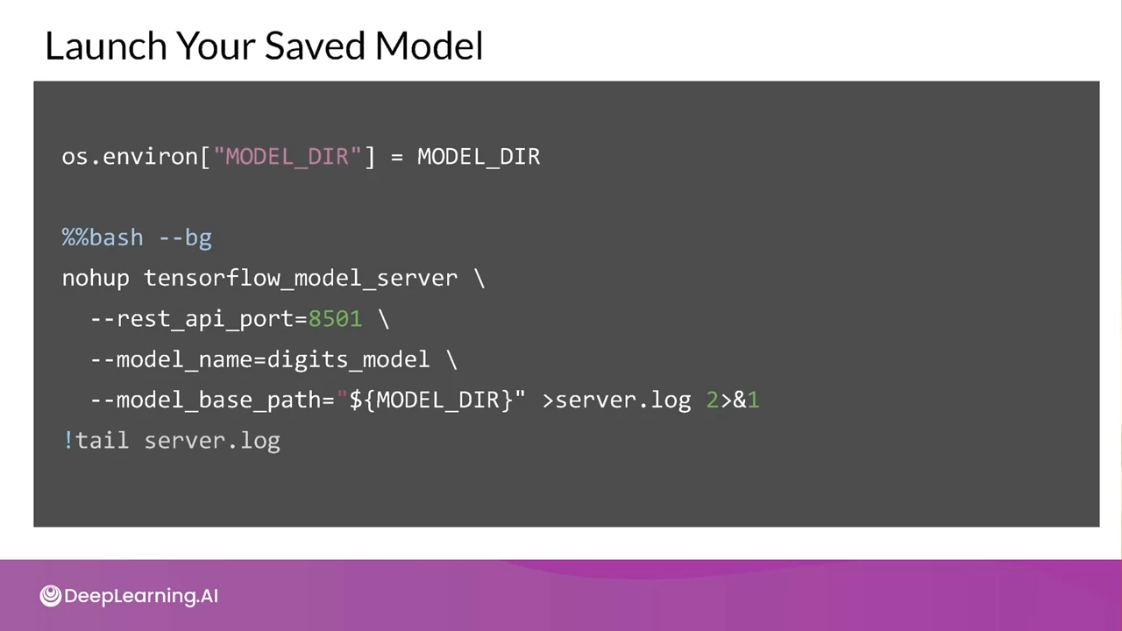 Launch Your Saved Model
os.environ["MODEL_DIR"] = MODEL_DIR
%%bash --bg
nohup tensorflow_model_server \
--rest_api_port=8501 \
--model_name=digits_model \
--model_base_path="${MODEL_DIR}" >server.log 2>&1
!tail server.log
DeepLearning.AI